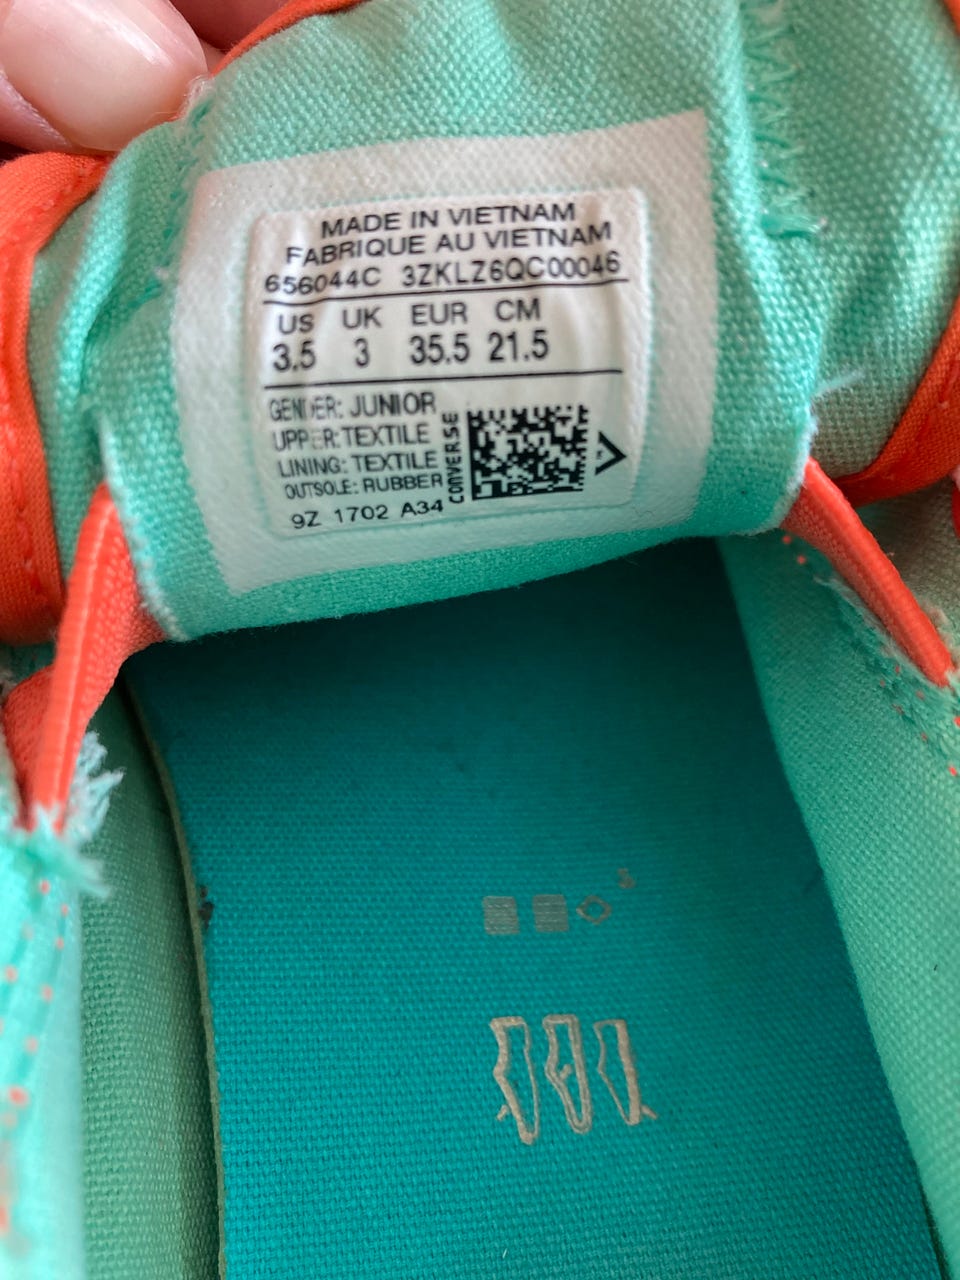 MADE IN VIETNAM
FABRIQUE AU VIETNAM
656044C 3ZKLZ6QC00046
US UK EUR CM
3.5 3 35.5 21.5
GENDER: JUNIOR
UPPER: TEXTILE
LINING: TEXTILE
OUTSOLE: RUBBER
CONVERSE
9Z 1702 A34